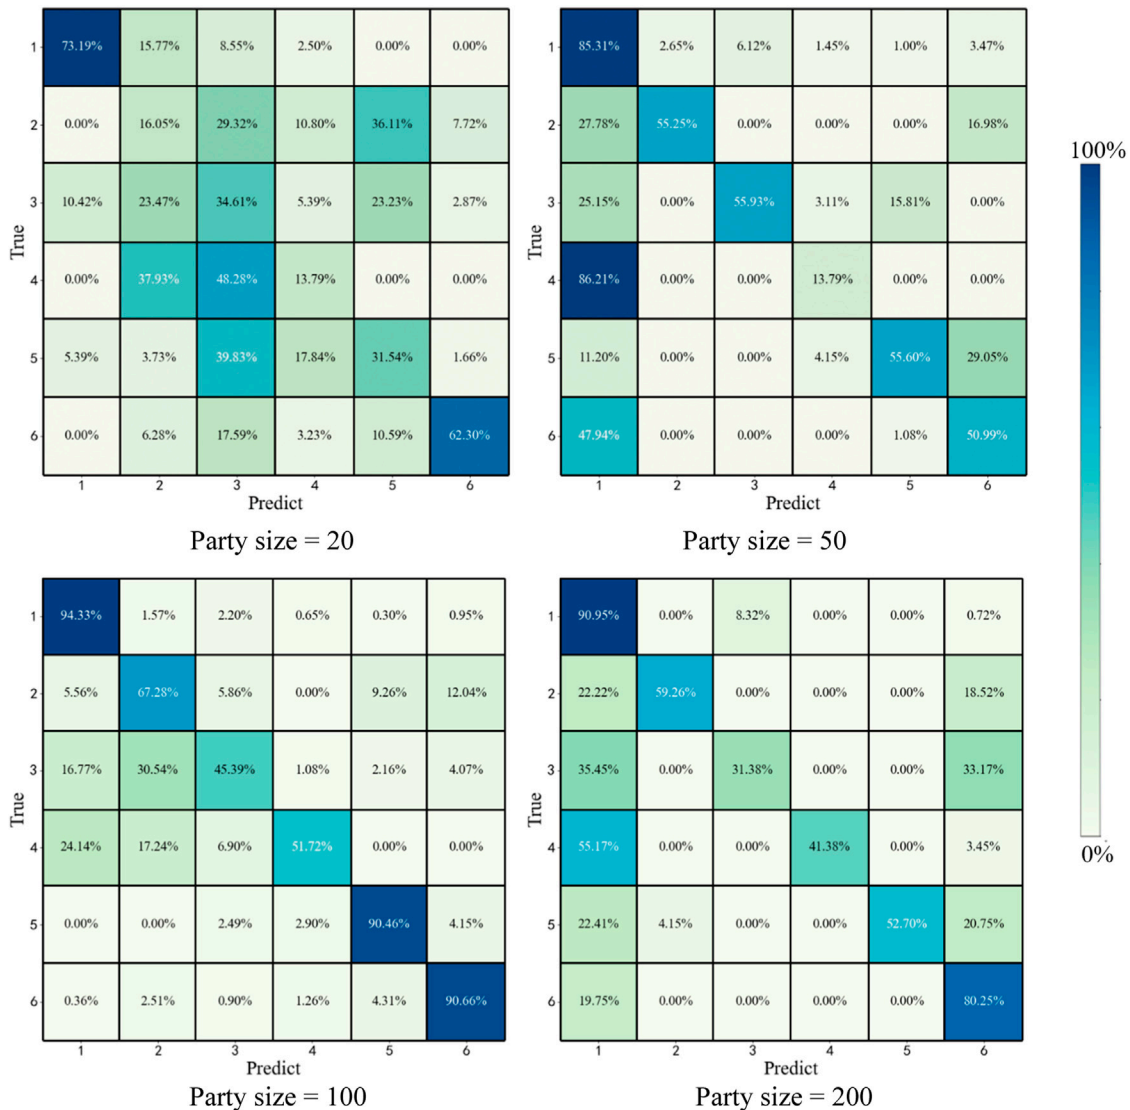 1 73.19% 15.77% 8.55% 2.50% 0.00% 0.00%
2 0.00% 16.05% 29.32% 10.80% 36.11% 7.72%
3 10.42% 23.47% 34.61% 5.39% 23.23% 2.87%
True
4 0.00% 37.93% 48.28% 13.79% 0.00% 0.00%
5 5.39% 3.73% 39.83% 17.84% 31.54% 1.66%
6 0.00% 6.28% 17.59% 3.23% 10.59% 62.30%
1 2 3 4 5 6
Predict
Party size = 20
1 85.31% 2.65% 6.12% 1.45% 1.00% 3.47%
2 27.78% 55.25% 0.00% 0.00% 0.00% 16.98%
3 25.15% 0.00% 55.93% 3.11% 15.81% 0.00%
True
4 86.21% 0.00% 0.00% 13.79% 0.00% 0.00%
5 11.20% 0.00% 0.00% 4.15% 55.60% 29.05%
6 47.94% 0.00% 0.00% 0.00% 1.08% 50.99%
1 2 3 4 5 6
Predict
Party size = 50
100%
0%
1 94.33% 1.57% 2.20% 0.65% 0.30% 0.95%
2 5.56% 67.28% 5.86% 0.00% 9.26% 12.04%
3 16.77% 30.54% 45.39% 1.08% 2.16% 4.07%
True
4 24.14% 17.24% 6.90% 51.72% 0.00% 0.00%
5 0.00% 0.00% 2.49% 2.90% 90.46% 4.15%
6 0.36% 2.51% 0.90% 1.26% 4.31% 90.66%
1 2 3 4 5 6
Predict
Party size = 100
1 90.95% 0.00% 8.32% 0.00% 0.00% 0.72%
2 22.22% 59.26% 0.00% 0.00% 0.00% 18.52%
3 35.45% 0.00% 31.38% 0.00% 0.00% 33.17%
True
4 55.17% 0.00% 0.00% 41.38% 0.00% 3.45%
5 22.41% 4.15% 0.00% 0.00% 52.70% 20.75%
6 19.75% 0.00% 0.00% 0.00% 0.00% 80.25%
1 2 3 4 5 6
Predict
Party size = 200